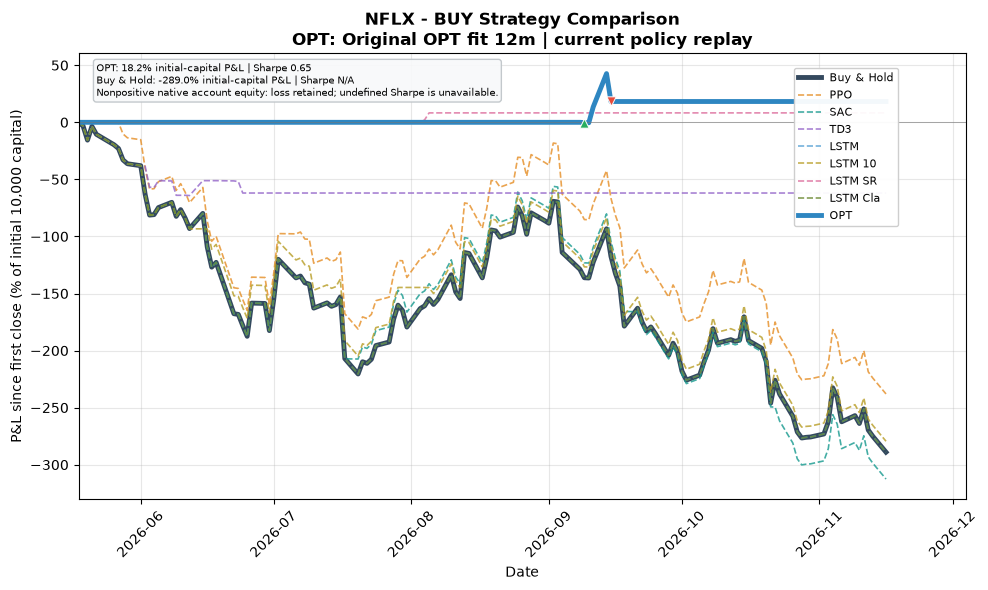 NFLX - BUY Strategy Comparison
OPT: Original OPT fit 12m | current policy replay
OPT: 18.2% initial-capital P&L | Sharpe 0.65
Buy & Hold: -289.0% initial-capital P&L | Sharpe N/A
Nonpositive native account equity: loss retained; undefined Sharpe is unavailable.
Buy & Hold
PPO
SAC
TD3
LSTM
LSTM 10
LSTM SR
LSTM Cla
OPT
P&L since first close (% of initial 10,000 capital)
50
0
−50
−100
−150
−200
−250
−300
2026-06
2026-07
2026-08
2026-09
2026-10
2026-11
2026-12
Date